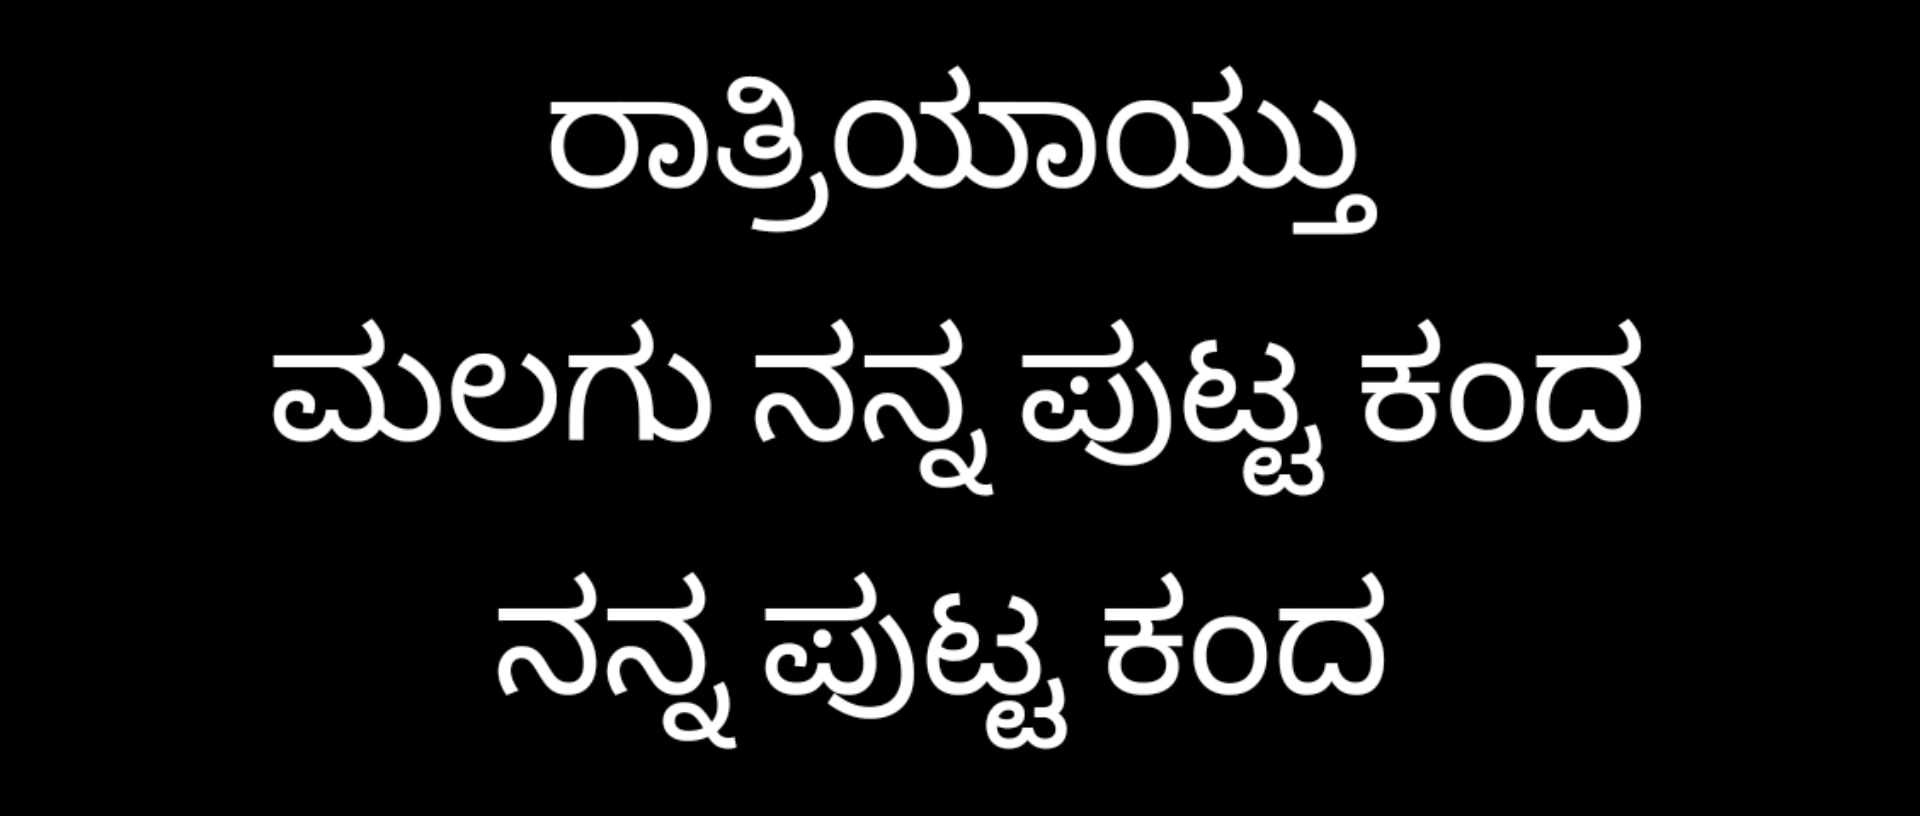 ರಾತ್ರಿಯಾಯ್ತು
ಮಲಗು ನನ್ನ ಪುಟ್ಟ ಕಂದ
ನನ್ನ ಪುಟ್ಟ ಕಂದ